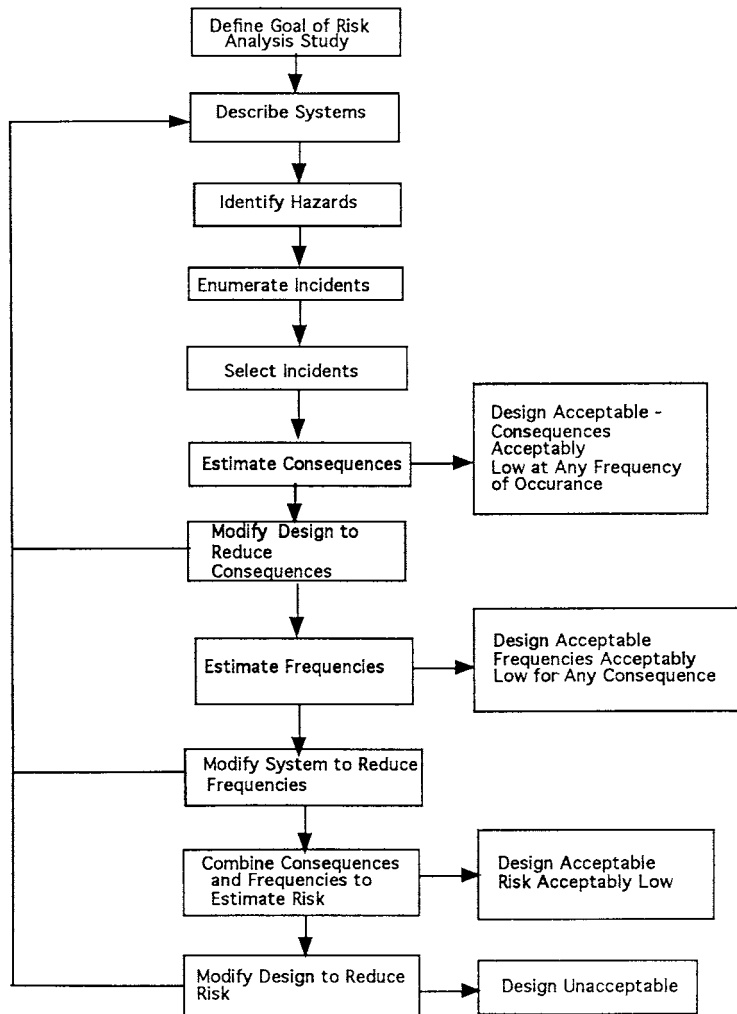 Define Goal of Risk
Analysis Study
Describe Systems
Identify Hazards
Enumerate Incidents
Select Incidents
Estimate Consequences
Design Acceptable -
Consequences
Acceptably
Low at Any Frequency
of Occurance
Modify Design to
Reduce
Consequences
Estimate Frequencies
Design Acceptable
Frequencies Acceptably
Low for Any Consequence
Modify System to Reduce
Frequencies
Combine Consequences
and Frequencies to
Estimate Risk
Design Acceptable
Risk Acceptably Low
Modify Design to Reduce
Risk
Design Unacceptable